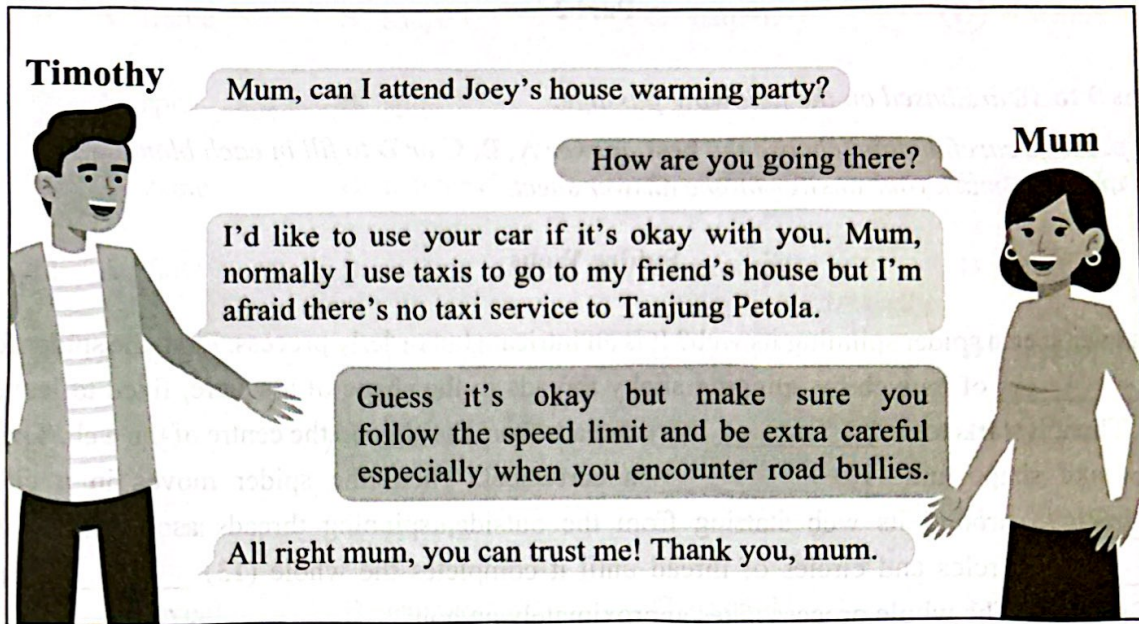 Timothy
Mum, can I attend Joey's house warming party?
How are you going there?
Mum
I'd like to use your car if it's okay with you. Mum,
normally I use taxis to go to my friend's house but I'm
afraid there's no taxi service to Tanjung Petola.
Guess it's okay but make sure you
follow the speed limit and be extra careful
especially when you encounter road bullies.
All right mum, you can trust me! Thank you, mum.